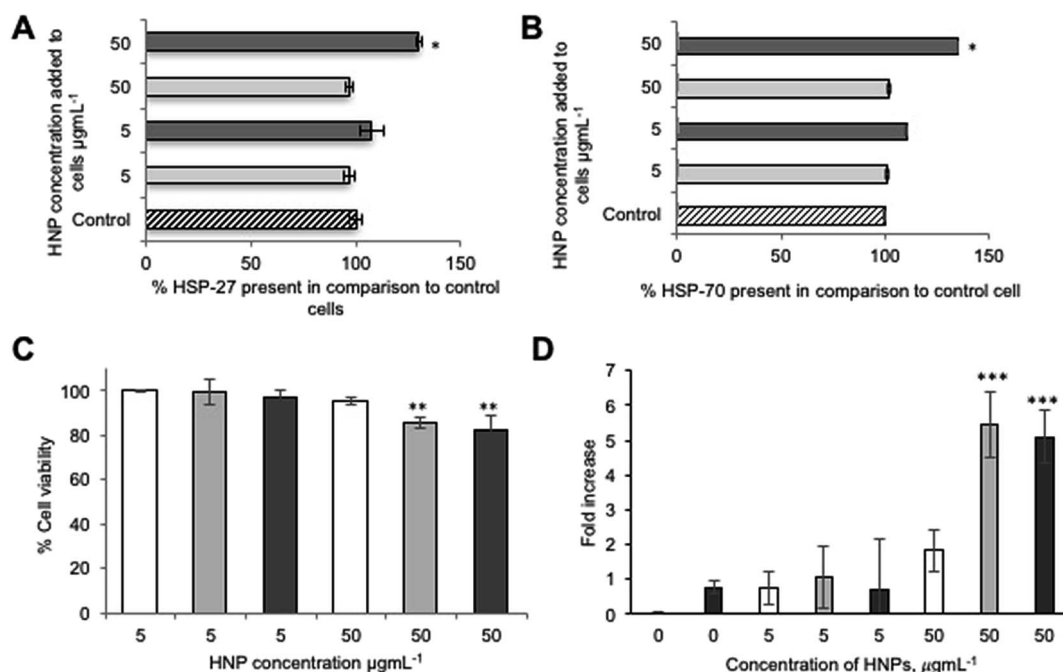 A
HNP concentration added to
cells µgmL-1
50
50
5
5
Control
*
0
50
100
150
% HSP-27 present in comparison to control
cells
B
HNP concentration added to
cells µgmL-1
50
50
5
5
Control
*
0
50
100
150
% HSP-70 present in comparison to control cell
C
% Cell viability
100
80
60
40
20
0
**
**
5
5
5
50
50
50
HNP concentration µgmL-1
D
Fold increase
7
6
5
4
3
2
1
0
***
***
0
0
5
5
5
50
50
50
Concentration of HNPs, µgmL-1